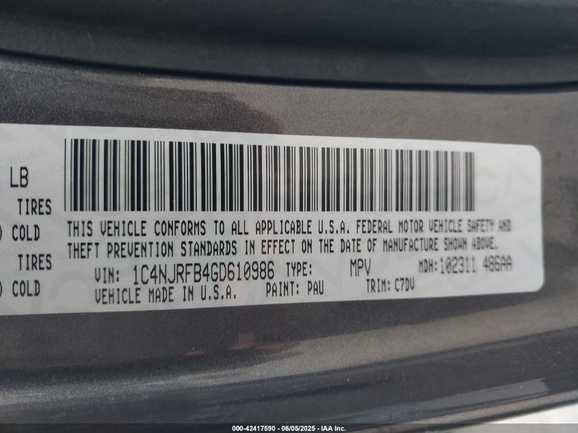 LB
TIRES
COLD
TIRES
COLD
THIS VEHICLE CONFORMS TO ALL APPLICABLE U.S.A. FEDERAL MOTOR VEHICLE SAFETY AND
THEFT PREVENTION STANDARDS IN EFFECT ON THE DATE OF MANUFACTURE SHOWN ABOVE.
VIN: 1C4NJRFB4GD610986 TYPE: MPV MDH: 102311 486AA
VEHICLE MADE IN U.S.A. PAINT: PAU TRIM: C7DV
000-42417590 - 06/05/2025 - IAA Inc.